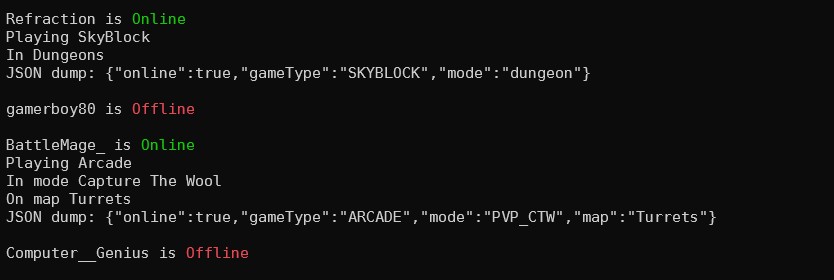 Refraction is Online
Playing SkyBlock
In Dungeons
JSON dump: {"online":true,"gameType":"SKYBLOCK","mode":"dungeon"}
gamerboy80 is Offline
BattleMage_ is Online
Playing Arcade
In mode Capture The Wool
On map Turrets
JSON dump: {"online":true,"gameType":"ARCADE","mode":"PVP_CTW","map":"Turrets"}
Computer__Genius is Offline